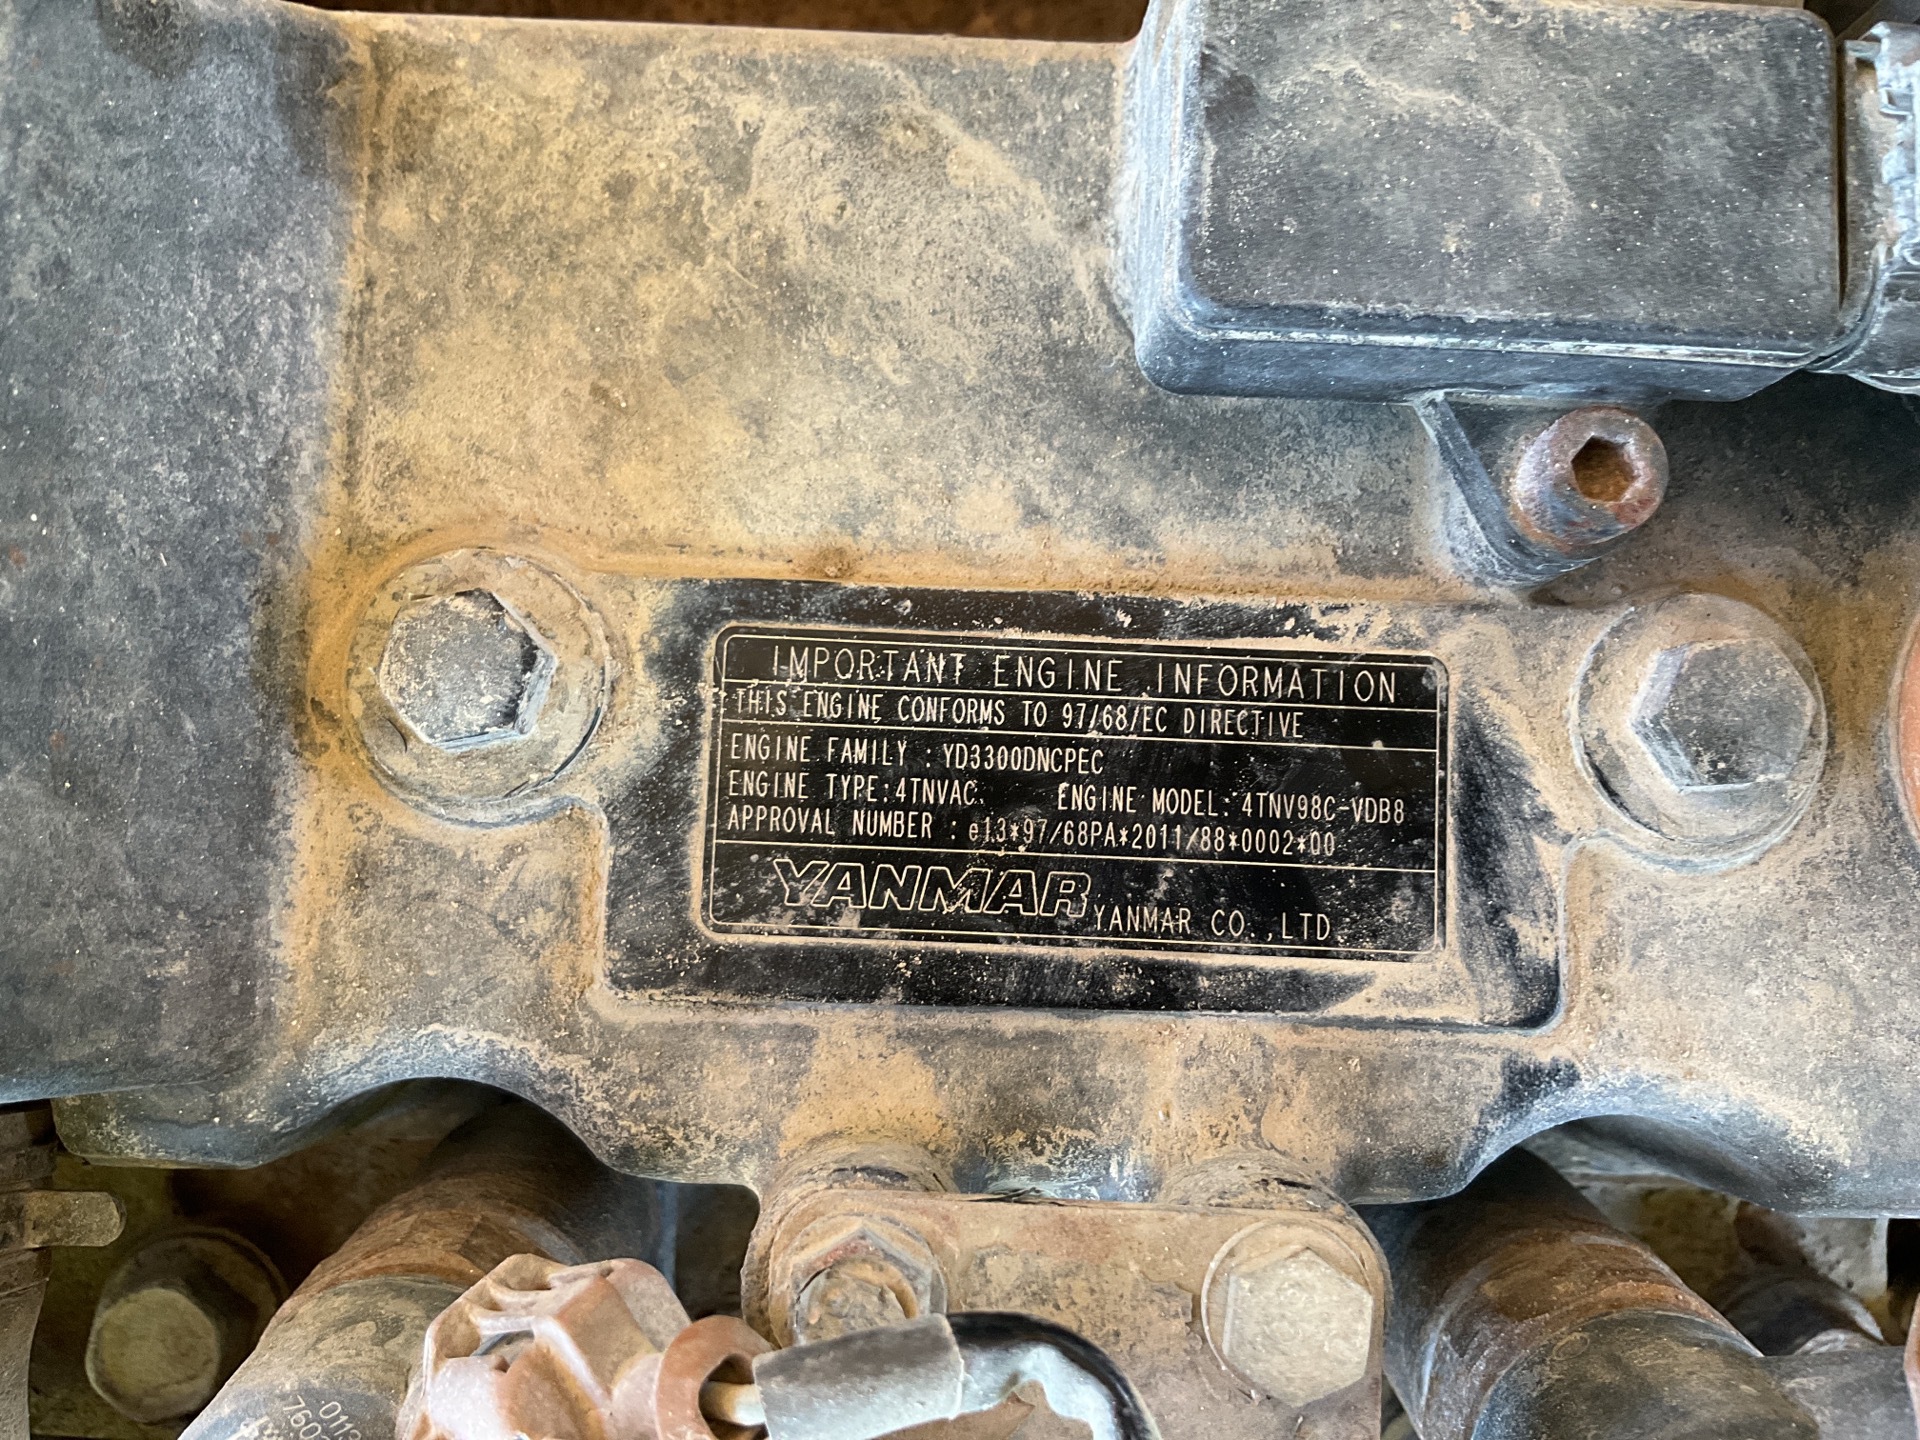 IMPORTANT ENGINE INFORMATION
THIS ENGINE CONFORMS TO 97/68/EC DIRECTIVE
ENGINE FAMILY : YD3300DNCPEC
ENGINE TYPE: 4TNVAC ENGINE MODEL: 4TNV98C-VDB8
APPROVAL NUMBER : e13*97/68PA*2011/88*0002*00
YANMAR YANMAR CO.,LTD.